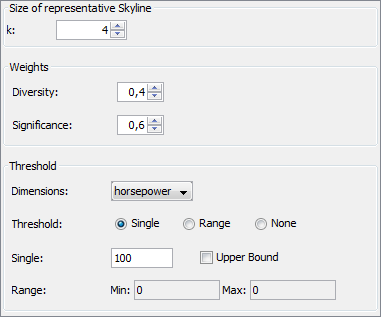 Size of representative Skyline
k: 4
Weights
Diversity: 0,4
Significance: 0,6
Threshold
Dimensions: horsepower
Threshold: Single Range None
Single: 100 Upper Bound
Range: Min: 0 Max: 0